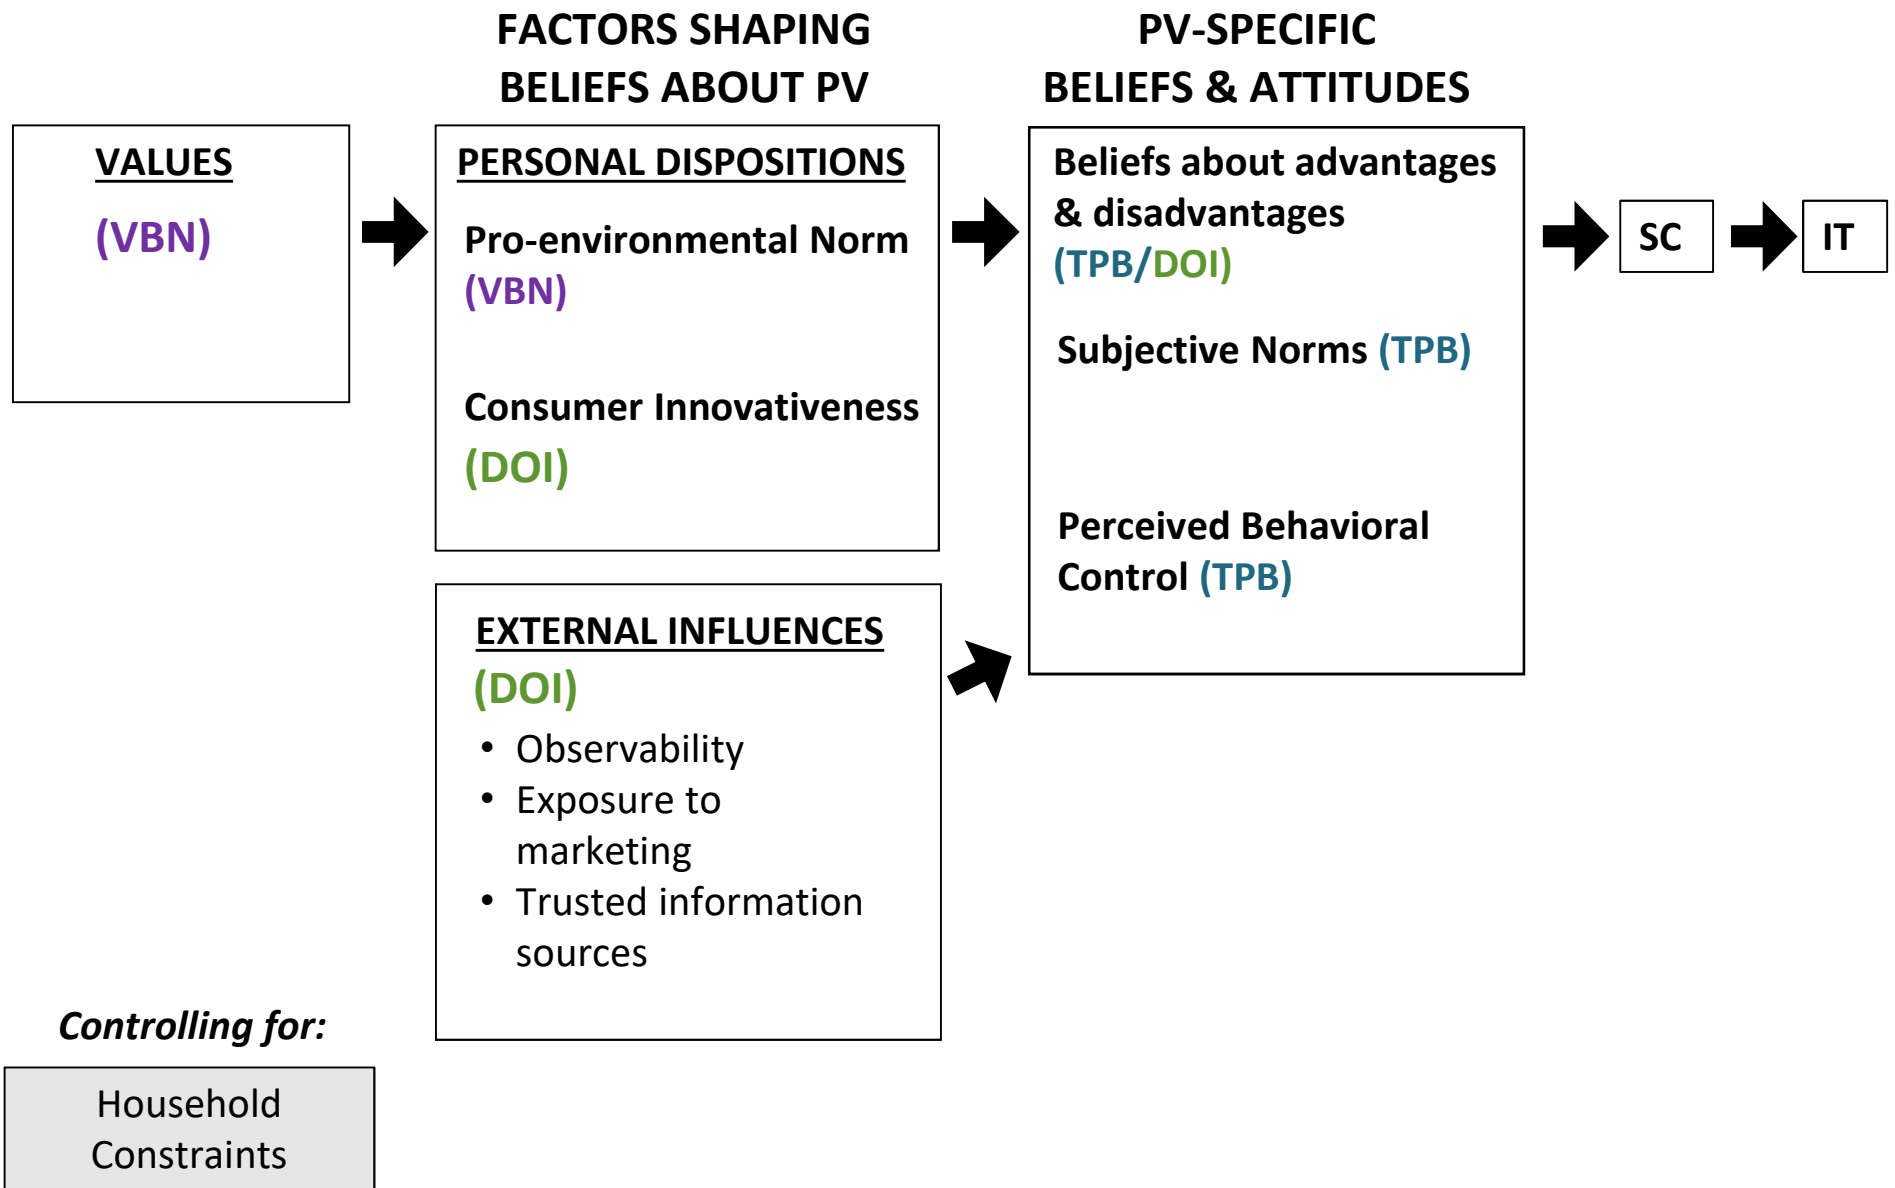 FACTORS SHAPING
BELIEFS ABOUT PV
PV-SPECIFIC
BELIEFS & ATTITUDES
VALUES
(VBN)
PERSONAL DISPOSITIONS
Pro-environmental Norm
(VBN)
Consumer Innovativeness
(DOI)
EXTERNAL INFLUENCES
(DOI)
• Observability
• Exposure to
marketing
• Trusted information
sources
Beliefs about advantages
& disadvantages
(TPB/DOI)
Subjective Norms (TPB)
Perceived Behavioral
Control (TPB)
SC
IT
Controlling for:
Household
Constraints